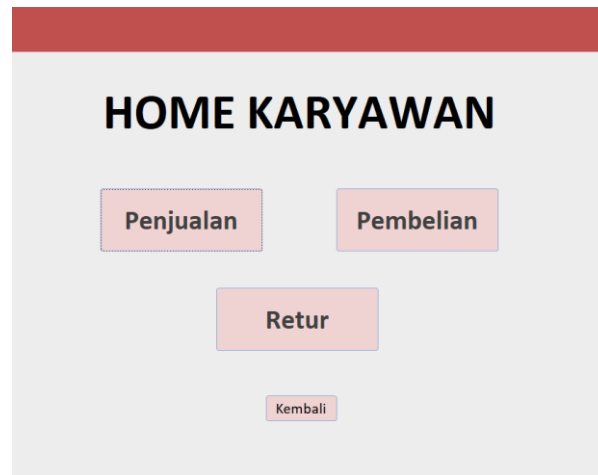 HOME KARYAWAN
Penjualan
Pembelian
Retur
Kembali